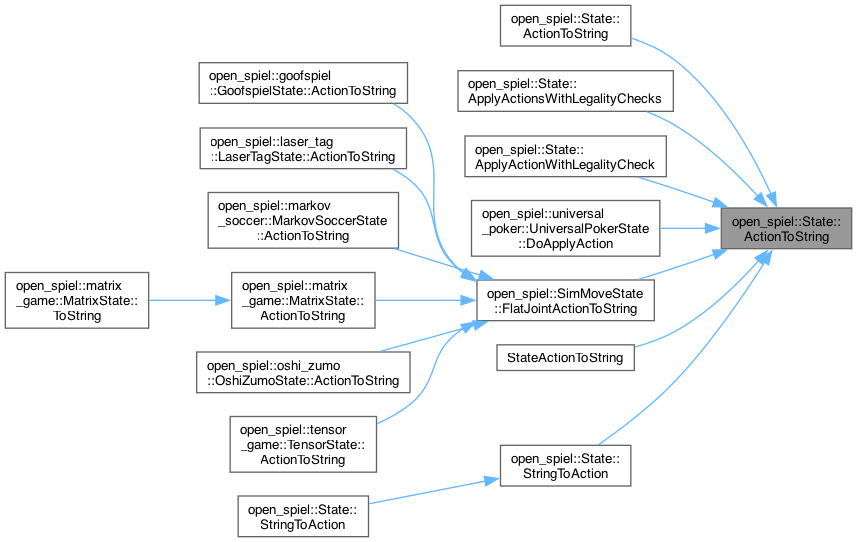 open_spiel::State::
ActionToString
open_spiel::goofspiel
::GoofspielState::ActionToString
open_spiel::State::
ApplyActionsWithLegalityChecks
open_spiel::laser_tag
::LaserTagState::ActionToString
open_spiel::State::
ApplyActionWithLegalityCheck
open_spiel::markov
_soccer::MarkovSoccerState
::ActionToString
open_spiel::universal
_poker::UniversalPokerState
::DoApplyAction
open_spiel::State::
ActionToString
open_spiel::matrix
_game::MatrixState::
ToString
open_spiel::matrix
_game::MatrixState::
ActionToString
open_spiel::SimMoveState
::FlatJointActionToString
StateActionToString
open_spiel::oshi_zumo
::OshiZumoState::ActionToString
open_spiel::tensor
_game::TensorState::
ActionToString
open_spiel::State::
StringToAction
open_spiel::State::
StringToAction